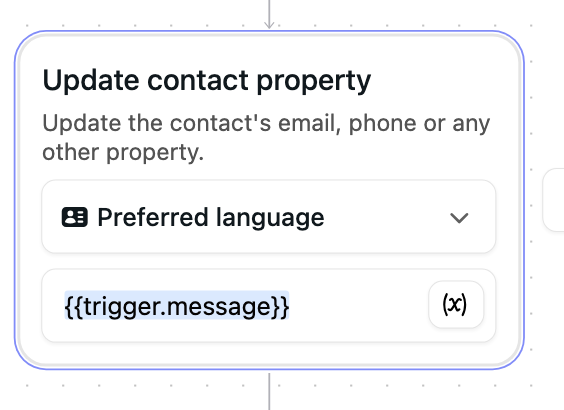 Update contact property
Update the contact's email, phone or any
other property.
Preferred language
{{trigger.message}}
(x)